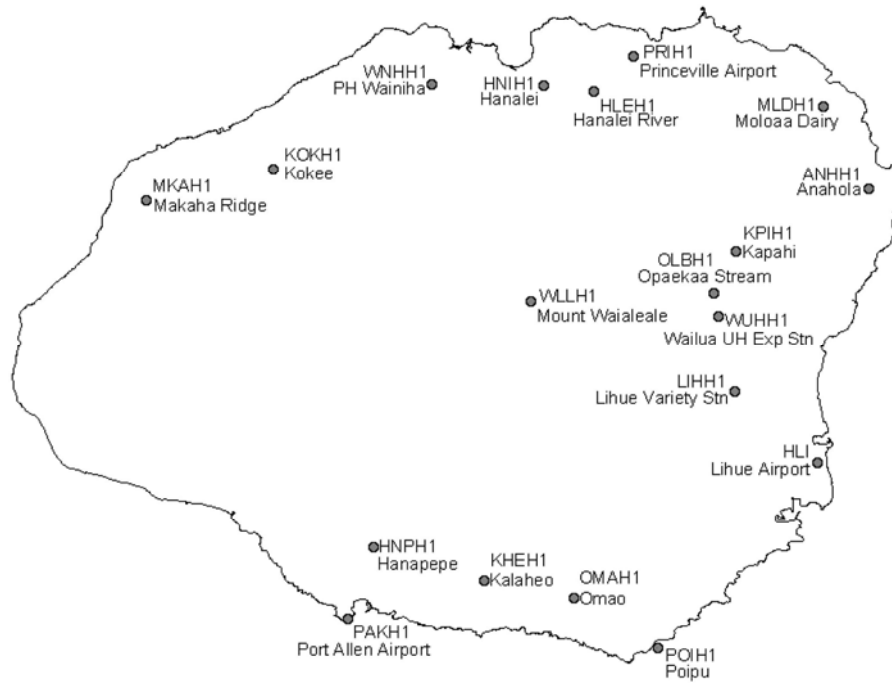 PRIH1
Princeville Airport
WNHH1
PH Wainiha
HNIH1
Hanalei
HLEH1
Hanalei River
MLDH1
Moloaa Dairy
KOKH1
Kokee
MKAH1
Makaha Ridge
ANHH1
Anahola
KPIH1
Kapahi
OLBH1
Opaekaa Stream
WLLH1
Mount Waialeale
WUHH1
Wailua UH Exp Stn
LIHH1
Lihue Variety Stn
HLI
Lihue Airport
HNPH1
Hanapepe
KHEH1
Kalaheo
OMAH1
Omao
PAKH1
Port Allen Airport
POIH1
Poipu